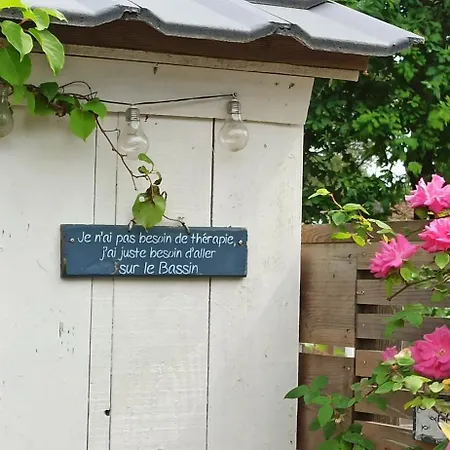 Je n'ai pas besoin de thérapie,
j'ai juste besoin d'aller
sur le Bassin